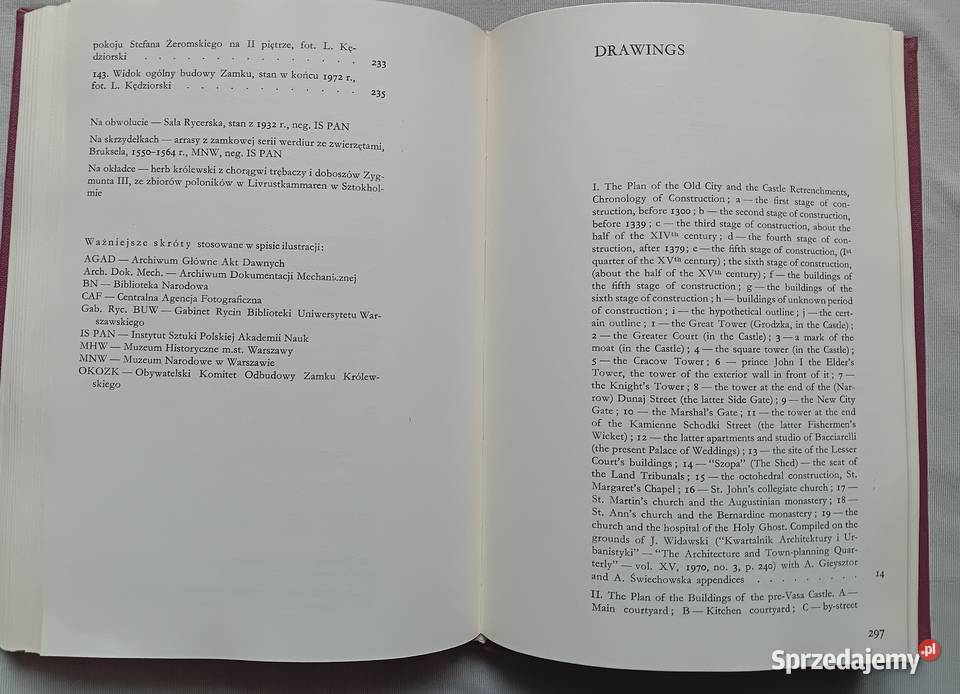 pokoju Stefana Żeromskiego na II piętrze, fot. L. Kę-
dziorski . . . . . . . . . . . . . . 233
143. Widok ogólny budowy Zamku, stan w końcu 1972 r.,
fot. L. Kędziorski . . . . . . . . . . . 235
Na obwolucie — Sala Rycerska, stan z 1932 r., neg. IS PAN
Na skrzydełkach — arrasy z zamkowej serii werdiur ze zwierzętami,
Bruksela, 1550–1564 r., MNW, neg. IS PAN
Na okładce — herb królewski z chorągwi trębaczy i doboszów Zyg-
munta III, ze zbiorów poloników w Livrustkammaren w Sztokhol-
mie
Ważniejsze skróty stosowane w spisie ilustracji:
AGAD — Archiwum Główne Akt Dawnych
Arch. Dok. Mech. — Archiwum Dokumentacji Mechanicznej
BN — Biblioteka Narodowa
CAF — Centralna Agencja Fotograficzna
Gab. Ryc. BUW — Gabinet Rycin Biblioteki Uniwersytetu War-
szawskiego
IS PAN — Instytut Sztuki Polskiej Akademii Nauk
MHW — Muzeum Historyczne m.st. Warszawy
MNW — Muzeum Narodowe w Warszawie
OKOZK — Obywatelski Komitet Odbudowy Zamku Królew-
skiego
DRAWINGS
I. The Plan of the Old City and the Castle Retrenchments,
Chronology of Construction; a — the first stage of con-
struction, before 1300; b — the second stage of construction,
before 1339; c — the third stage of construction, about the
half of the XIVth century; d — the fourth stage of con-
struction, after 1379; e — the fifth stage of construction, (Ist
quarter of the XVth century); the sixth stage of construction,
(about the half of the XVth century); f — the buildings of
the fifth stage of construction; g — the buildings of the
sixth stage of construction; h — buildings of unknown period
of construction; i — the hypothetical outline; j — the cert-
ain outline; 1 — the Great Tower (Grodzka, in the Castle);
2 — the Greater Court (in the Castle); 3 — a mark of the
moat (in the Castle); 4 — the square tower (in the Castle);
5 — the Cracow Tower; 6 — prince John I the Elder's
Tower, the tower of the exterior wall in front of it; 7 —
the Knight's Tower; 8 — the tower at the end of the (Nar-
row) Dunaj Street (the latter Side Gate); 9 — the New City
Gate; 10 — the Marshal's Gate; 11 — the tower at the end
of the Kamienne Schodki Street (the latter Fishermen's
Wicket); 12 — the latter apartments and studio of Bacciarelli
(the present Palace of Weddings); 13 — the site of the Lesser
Court's buildings; 14 — "Szopa" (The Shed) — the seat of
the Land Tribunals; 15 — the octohedral construction, St.
Margaret's Chapel; 16 — St. John's collegiate church; 17 —
St. Martin's church and the Augustinian monastery; 18 —
St. Ann's church and the Bernardine monastery; 19 — the
church and the hospital of the Holy Ghost. Compiled on the
grounds of J. Widawski ("Kwartalnik Architektury i Ur-
banistyki" — "The Architecture and Town-planning Quar-
terly" — vol. XV, 1970, no. 3, p. 240) with A. Gieysztor
and A. Świechowska appendices . . . . . . . . . 14
II. The Plan of the Buildings of the pre-Vasa Castle. A —
Main courtyard; B — Kitchen courtyard; C — by-street
297
Sprzedajemy.pl